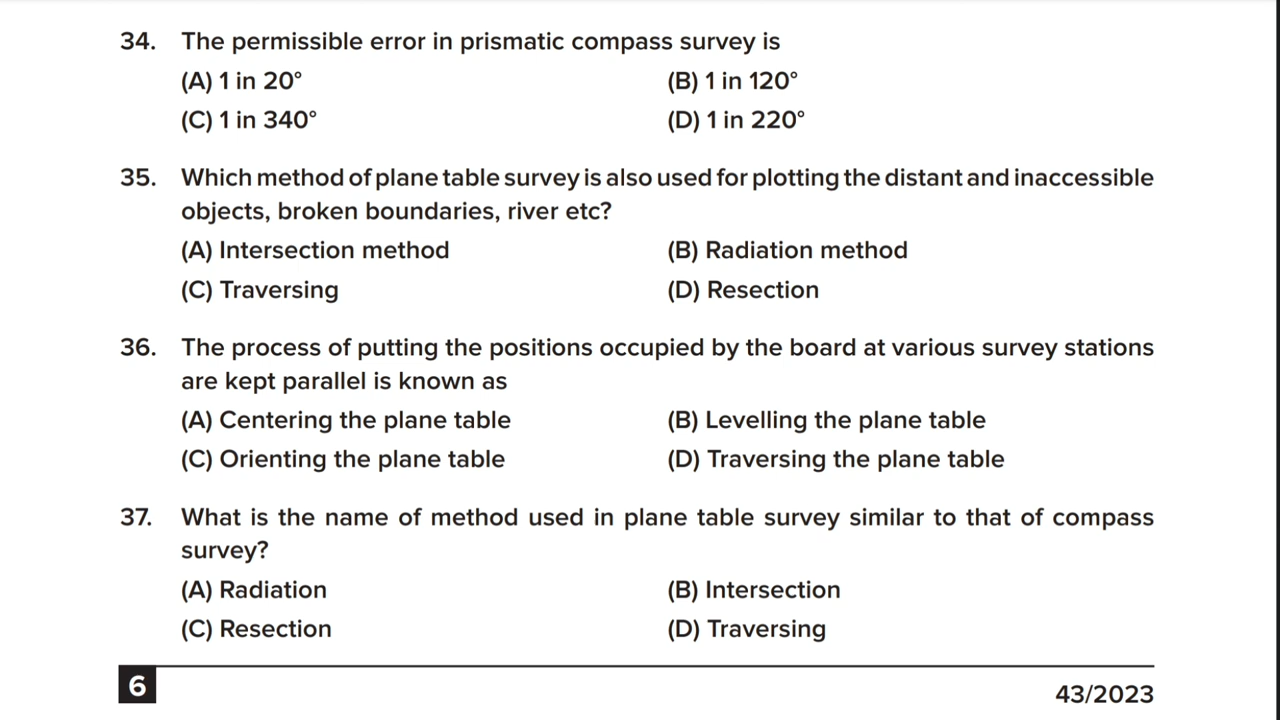 34. The permissible error in prismatic compass survey is
(A) 1 in 20° (B) 1 in 120°
(C) 1 in 340° (D) 1 in 220°
35. Which method of plane table survey is also used for plotting the distant and inaccessible
objects, broken boundaries, river etc?
(A) Intersection method (B) Radiation method
(C) Traversing (D) Resection
36. The process of putting the positions occupied by the board at various survey stations
are kept parallel is known as
(A) Centering the plane table (B) Levelling the plane table
(C) Orienting the plane table (D) Traversing the plane table
37. What is the name of method used in plane table survey similar to that of compass
survey?
(A) Radiation (B) Intersection
(C) Resection (D) Traversing
6 43/2023